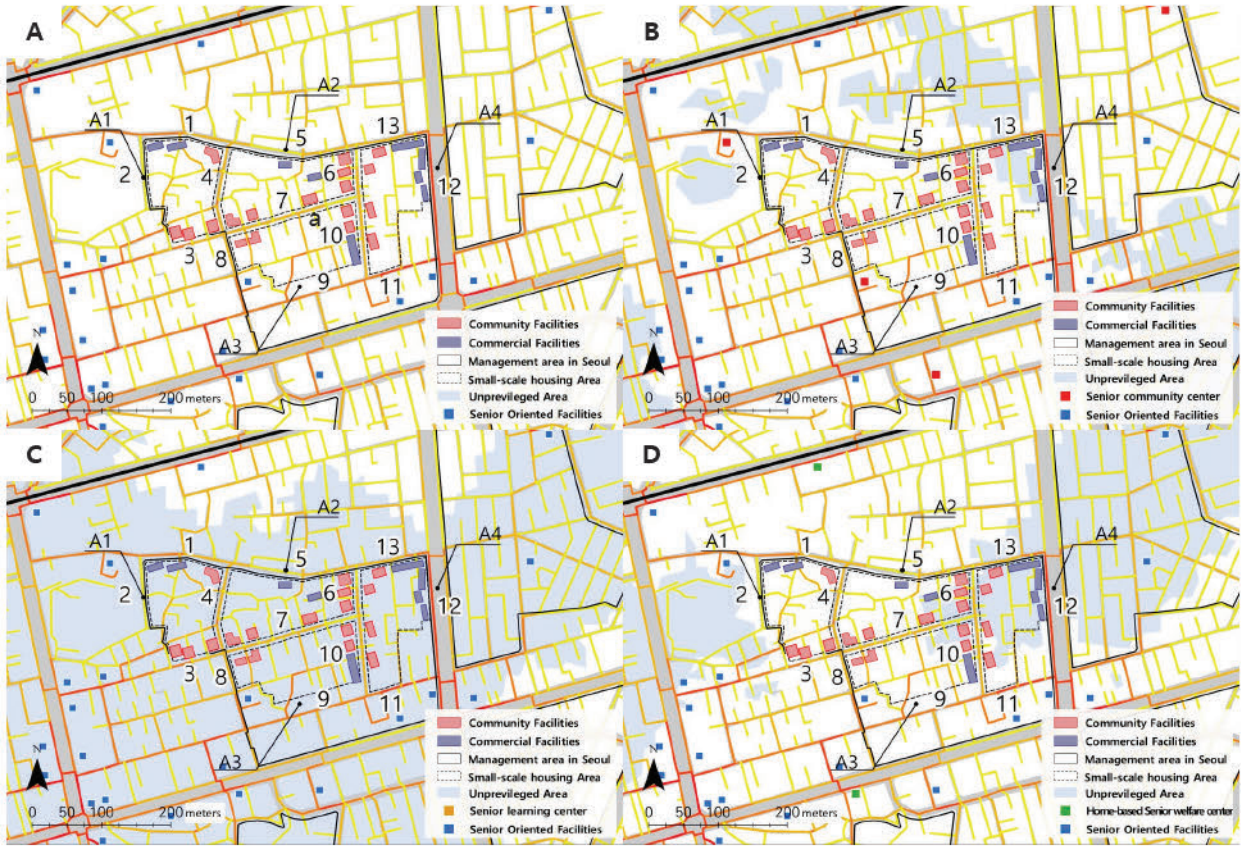 A
A1
A2
A4
1
5
13
2
4
6
7
12
a
3
8
10
9
11
A3
N
0 50 100 200 meters
Community Facilities
Commercial Facilities
Management area in Seoul
Small-scale housing Area
Unprevileged Area
Senior Oriented Facilities
B
A1
A2
A4
1
5
13
2
4
6
7
12
3
8
10
9
11
A3
N
0 50 100 200 meters
Community Facilities
Commercial Facilities
Management area in Seoul
Small-scale housing Area
Unprevileged Area
Senior community center
Senior Oriented Facilities
C
A1
A2
A4
1
5
13
2
4
6
7
12
3
8
10
9
11
A3
N
0 50 100 200 meters
Community Facilities
Commercial Facilities
Management area in Seoul
Small-scale housing Area
Unprevileged Area
Senior learning center
Senior Oriented Facilities
D
A1
A2
A4
1
5
13
2
4
6
7
12
3
8
10
9
11
A3
N
0 50 100 200 meters
Community Facilities
Commercial Facilities
Management area in Seoul
Small-scale housing Area
Unprevileged Area
Home-based Senior welfare center
Senior Oriented Facilities